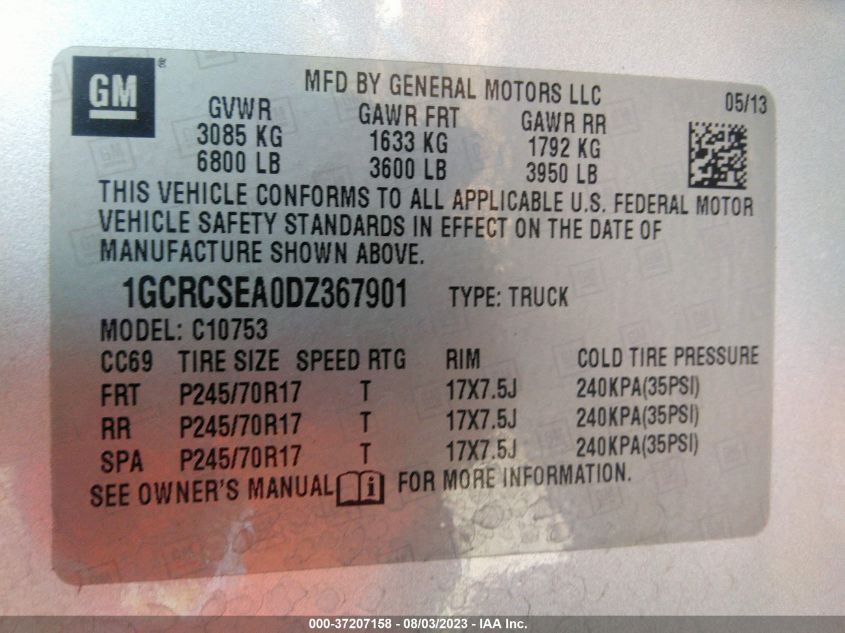 GM®
MFD BY GENERAL MOTORS LLC
05/13
GVWR GAWR FRT GAWR RR
3085 KG 1633 KG 1792 KG
6800 LB 3600 LB 3950 LB
THIS VEHICLE CONFORMS TO ALL APPLICABLE U.S. FEDERAL MOTOR
VEHICLE SAFETY STANDARDS IN EFFECT ON THE DATE OF
MANUFACTURE SHOWN ABOVE.
1GCRCSEA0DZ367901 TYPE: TRUCK
MODEL: C10753
CC69 TIRE SIZE SPEED RTG RIM COLD TIRE PRESSURE
FRT P245/70R17 T 17X7.5J 240KPA(35PSI)
RR P245/70R17 T 17X7.5J 240KPA(35PSI)
SPA P245/70R17 T 17X7.5J 240KPA(35PSI)
SEE OWNER'S MANUAL i FOR MORE INFORMATION.
000-37207158 - 08/03/2023 - IAA Inc.